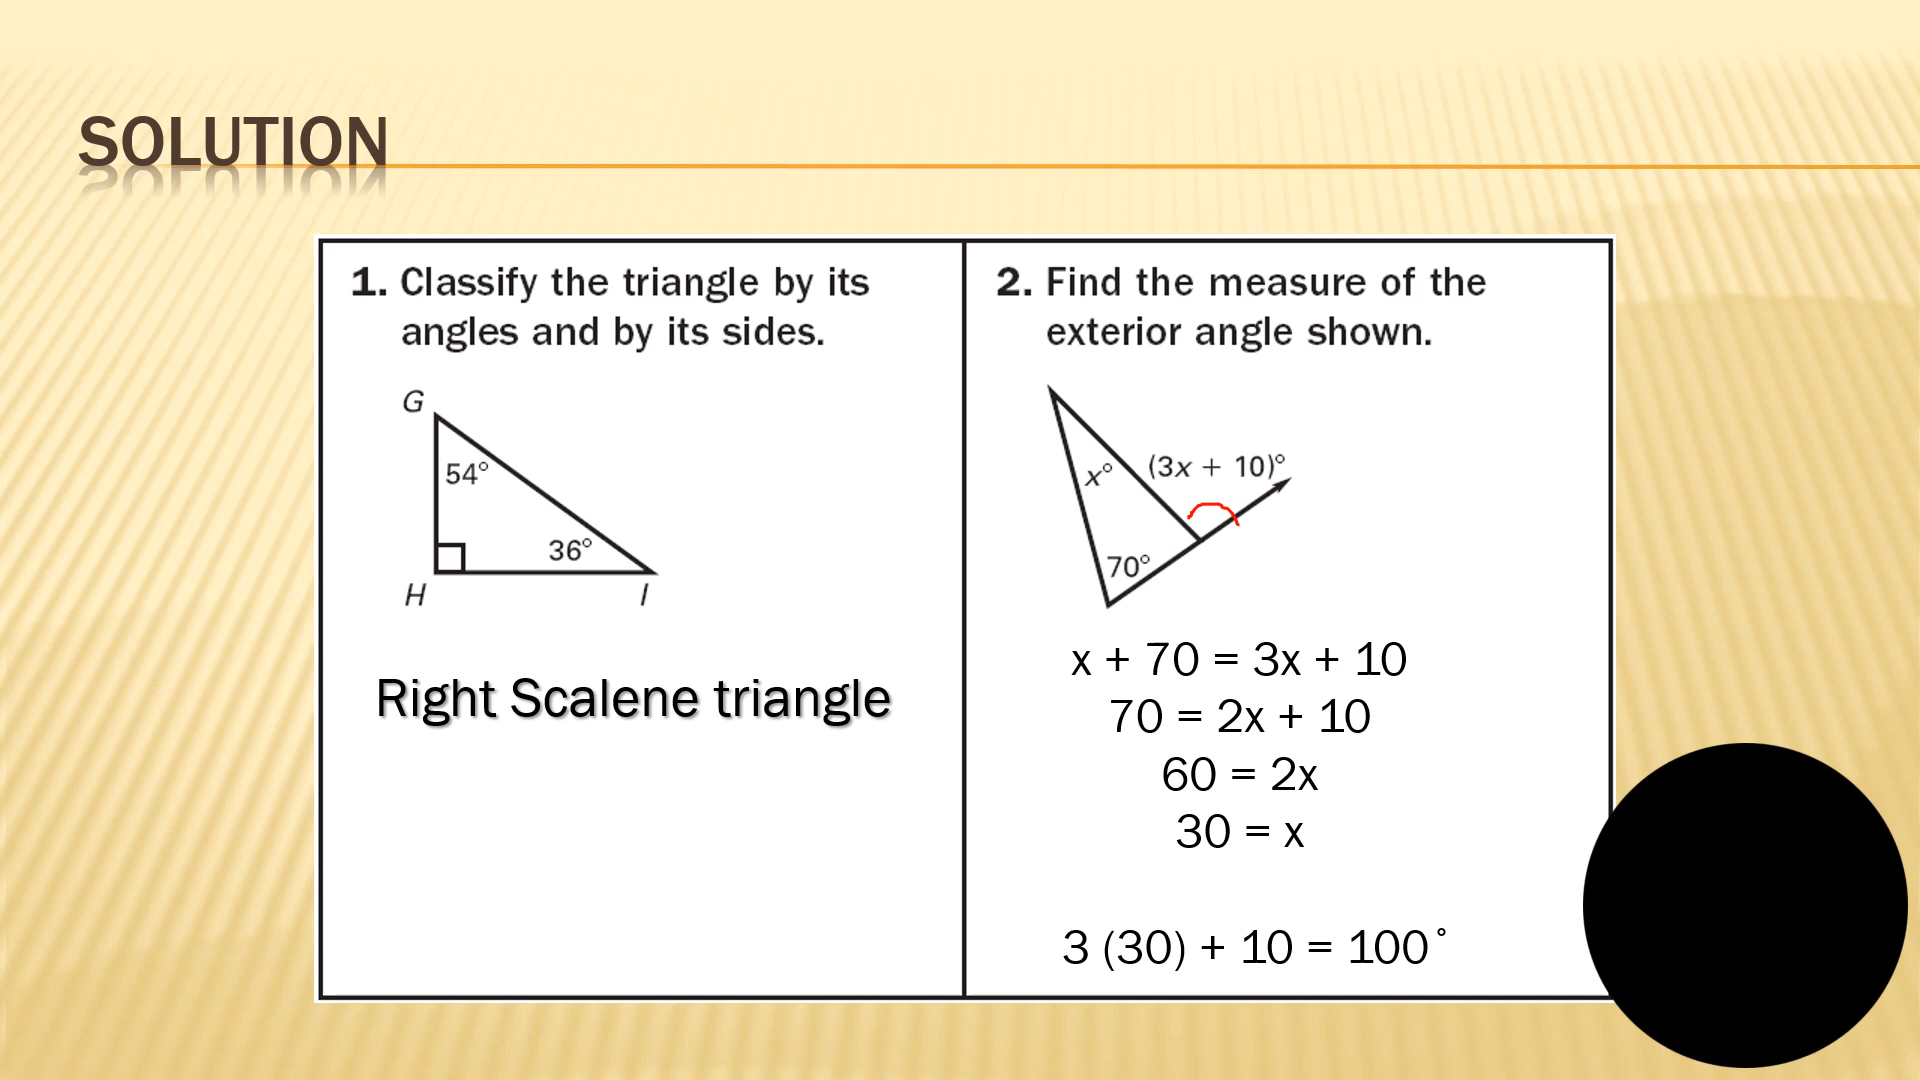 SOLUTION
1. Classify the triangle by its
angles and by its sides.
G
54°
36°
H
I
Right Scalene triangle
2. Find the measure of the
exterior angle shown.
x°
(3x + 10)°
70°
x + 70 = 3x + 10
70 = 2x + 10
60 = 2x
30 = x
3 (30) + 10 = 100˚